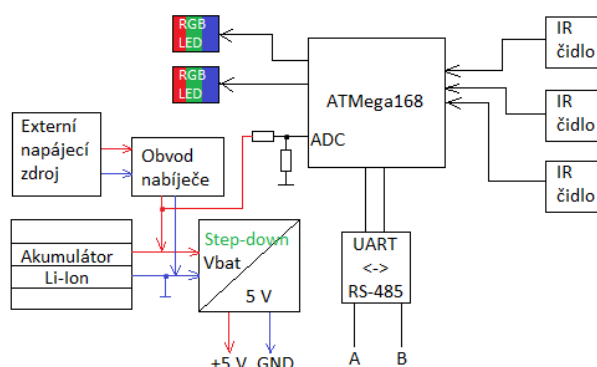 RGB
LED
RGB
LED
ATMega168
ADC
IR
čidlo
IR
čidlo
IR
čidlo
Externí
napájecí
zdroj
Obvod
nabíječe
Akumulátor
Li-Ion
Step-down
Vbat
5 V
+5 V GND
UART
<->
RS-485
A B